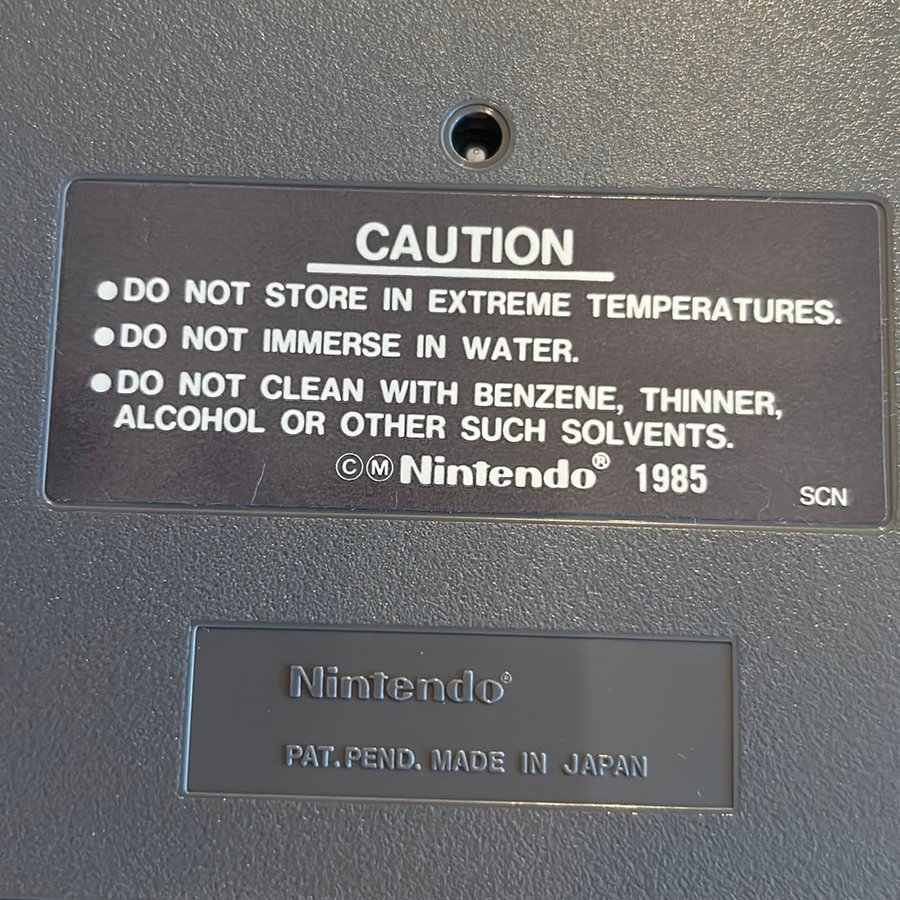 CAUTION
●DO NOT STORE IN EXTREME TEMPERATURES.
●DO NOT IMMERSE IN WATER.
●DO NOT CLEAN WITH BENZENE, THINNER,
ALCOHOL OR OTHER SUCH SOLVENTS.
ⒸⓂNintendo® 1985
SCN
Nintendo®
PAT. PEND. MADE IN JAPAN